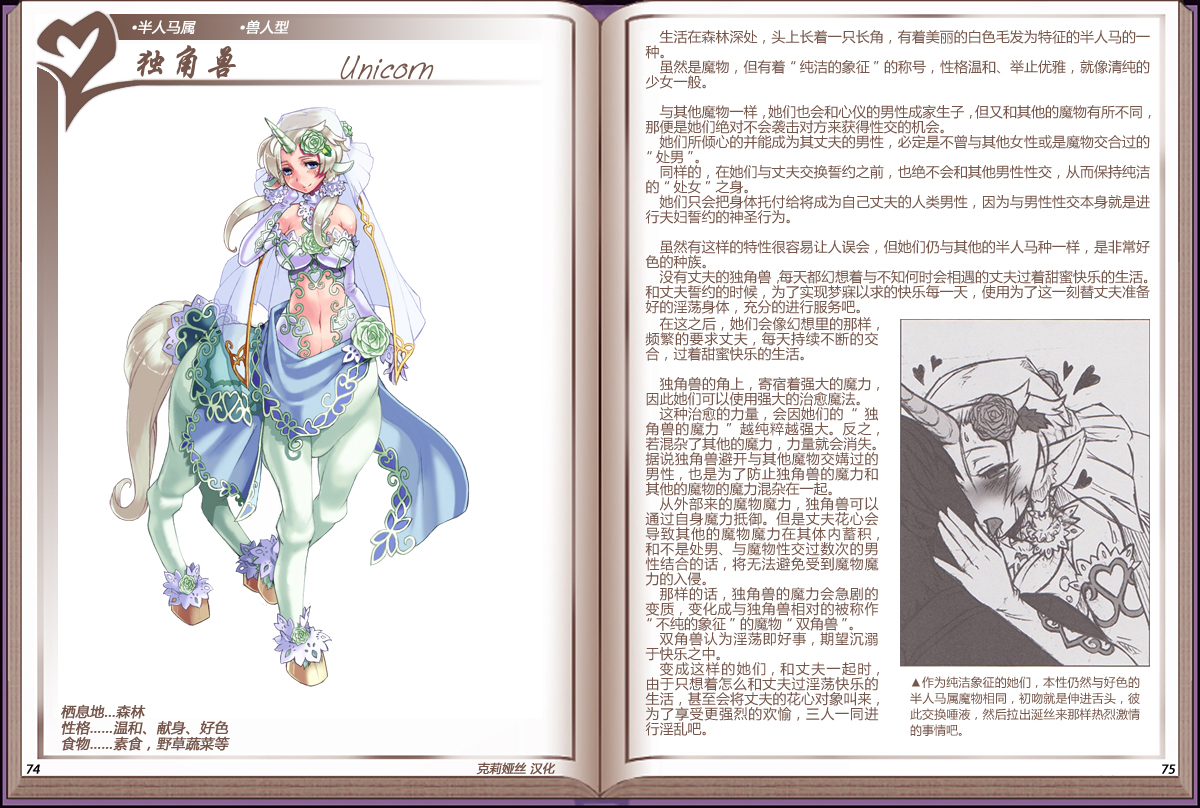 •半人马属 •兽人型
独角兽 Unicorn
栖息地...森林
性格......温和、献身、好色
食物......素食，野草蔬菜等
74
克莉娅丝 汉化
生活在森林深处，头上长着一只长角，有着美丽的白色毛发为特征的半人马的一
种。
虽然是魔物，但有着“纯洁的象征”的称号，性格温和、举止优雅，就像清纯的
少女一般。
与其他魔物一样，她们也会和心仪的男性成家生子，但又和其他的魔物有所不同，
那便是她们绝对不会袭击对方来获得性交的机会。
她们所倾心的并能成为其丈夫的男性，必定是不曾与其他女性或是魔物交合过的
“处男”。
同样的，在她们与丈夫交换誓约之前，也绝不会和其他男性性交，从而保持纯洁
的“处女”之身。
她们只会把身体托付给将成为自己丈夫的人类男性，因为与男性性交本身就是进
行夫妇誓约的神圣行为。
虽然有这样的特性很容易让人误会，但她们仍与其他的半人马种一样，是非常好
色的种族。
没有丈夫的独角兽，每天都幻想着与不知何时会相遇的丈夫过着甜蜜快乐的生活。
和丈夫誓约的时候，为了实现梦寐以求的快乐每一天，使用为了这一刻替丈夫准备
好的淫荡身体，充分的进行服务吧。
在这之后，她们会像幻想里的那样，
频繁的要求丈夫，每天持续不断的交
合，过着甜蜜快乐的生活。
独角兽的角上，寄宿着强大的魔力，
因此她们可以使用强大的治愈魔法。
这种治愈的力量，会因她们的“独
角兽的魔力”越纯粹越强大。反之，
若混杂了其他的魔力，力量就会消失。
据说独角兽避开与其他魔物交媾过的
男性，也是为了防止独角兽的魔力和
其他的魔物的魔力混杂在一起。
从外部来的魔物魔力，独角兽可以
通过自身魔力抵御。但是丈夫花心会
导致其他的魔物魔力在其体内蓄积，
和不是处男、与魔物性交过数次的男
性结合的话，将无法避免受到魔物魔
力的入侵。
那样的话，独角兽的魔力会急剧的
变质，变化成与独角兽相对的被称作
“不纯的象征”的魔物“双角兽”。
双角兽认为淫荡即好事，期望沉溺
于快乐之中。
变成这样的她们，和丈夫一起时，
由于只想着怎么和丈夫过淫荡快乐的
生活，甚至会将丈夫的花心对象叫来，
为了享受更强烈的欢愉，三人一同进
行淫乱吧。
▲作为纯洁象征的她们，本性仍然与好色的
半人马属魔物相同，初吻就是伸进舌头，彼
此交换唾液，然后拉出涎丝来那样热烈激情
的事情吧。
75